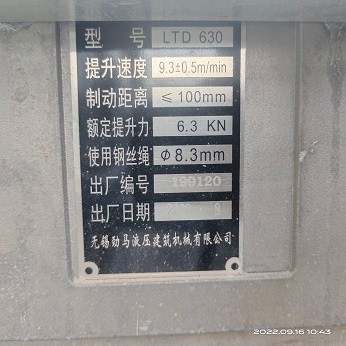 型 号 LTD 630
提升速度 9.3±0.5m/min
制动距离 ≤100mm
额定提升力 6.3 KN
使用钢丝绳 Φ8.3mm
出厂编号 199120
出厂日期 8
无锡劲马液压建筑机械有限公司
2022.09.16 10:43